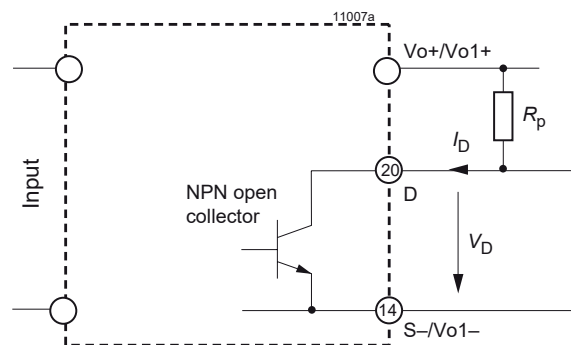 11007a
Vo+/Vo1+
Rp
ID
20
D
NPN open
collector
Input
VD
14
S–/Vo1–